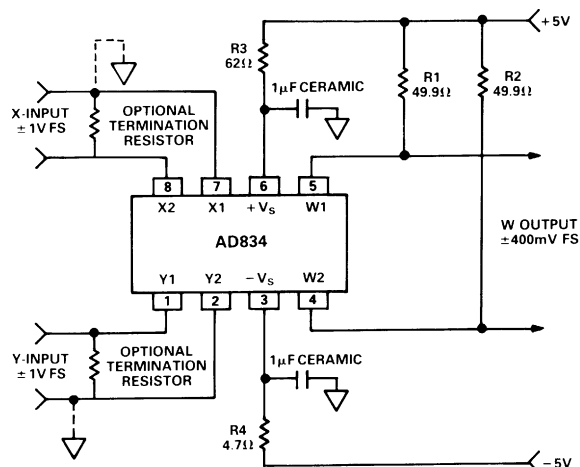 +5V
R3
62Ω
R1
49.9Ω
R2
49.9Ω
1μF CERAMIC
X-INPUT
±1V FS
OPTIONAL
TERMINATION
RESISTOR
8
7
6
5
X2
X1
+VS
W1
AD834
W OUTPUT
±400mV FS
Y1
Y2
−VS
W2
1
2
3
4
Y-INPUT
±1V FS
OPTIONAL
TERMINATION
RESISTOR
1μF CERAMIC
R4
4.7Ω
−5V